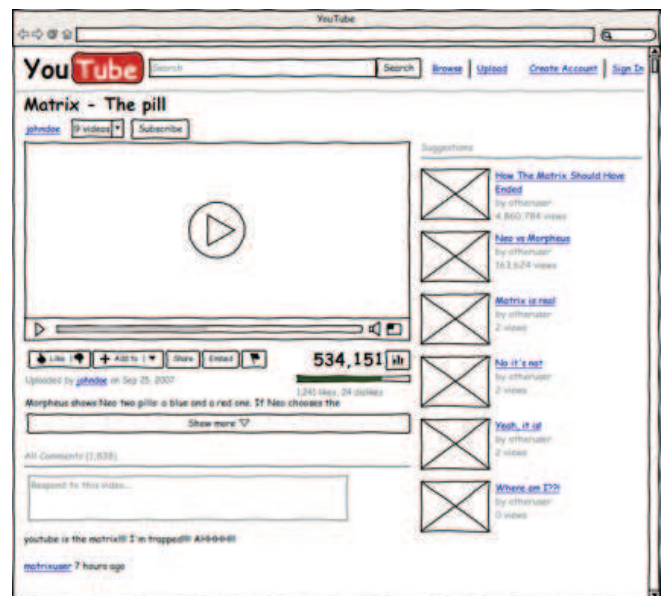 YouTube
YouTube Search Search Browse Upload Create Account Sign In
Matrix - The pill
johndoe 9 videos Subscribe
Suggestions
How The Matrix Should Have
Ended
by otheruser
4,860,784 views
Neo vs Morpheus
by otheruser
163,624 views
Matrix is real
by otheruser
2 views
No it's not
by otheruser
2 views
Yeah, it is!
by otheruser
2 views
Where am I??!
by otheruser
0 views
Like Add to Share Embed 534,151
Uploaded by johndoe on Sep 25, 2007
1,241 likes, 24 dislikes
Morpheus shows Neo two pills: a blue and a red one. If Neo chooses the
Show more
All Comments (1,838)
Respond to this video...
youtube is the matrix!!! I'm trapped!!!
matrixuser 7 hours ago